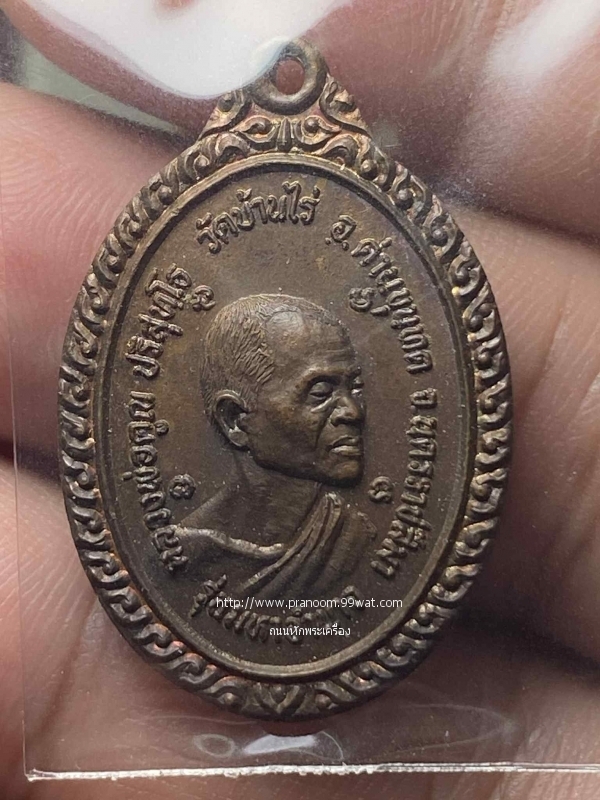 หลวงพ่อคูณ ปริสุทฺโธ วัดบ้านไร่ อ.ด่านขุนทด จ.นครราชสีมา
http://www.pranoom.99wat.com
ถนนหักพระเครื่อง